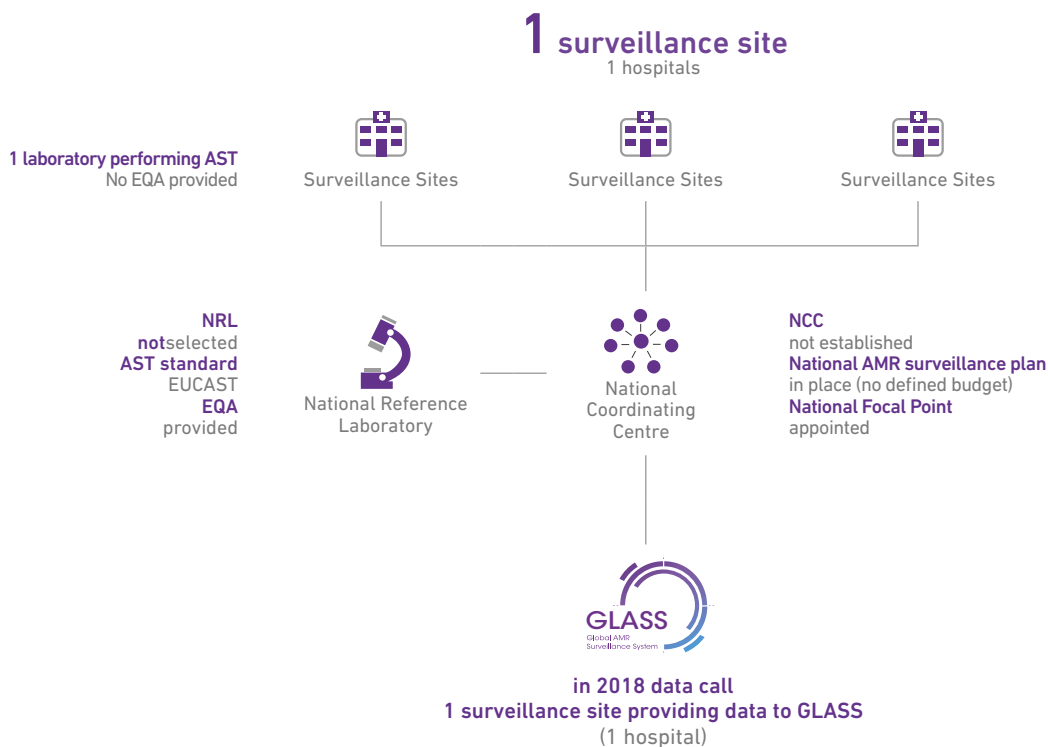 1 surveillance site
1 hospitals
1 laboratory performing AST
No EQA provided
Surveillance Sites
Surveillance Sites
Surveillance Sites
NRL
notselected
AST standard
EUCAST
EQA
provided
National Reference
Laboratory
National
Coordinating
Centre
NCC
not established
National AMR surveillance plan
in place (no defined budget)
National Focal Point
appointed
GLASS
Global AMR
Surveillance System
in 2018 data call
1 surveillance site providing data to GLASS
(1 hospital)